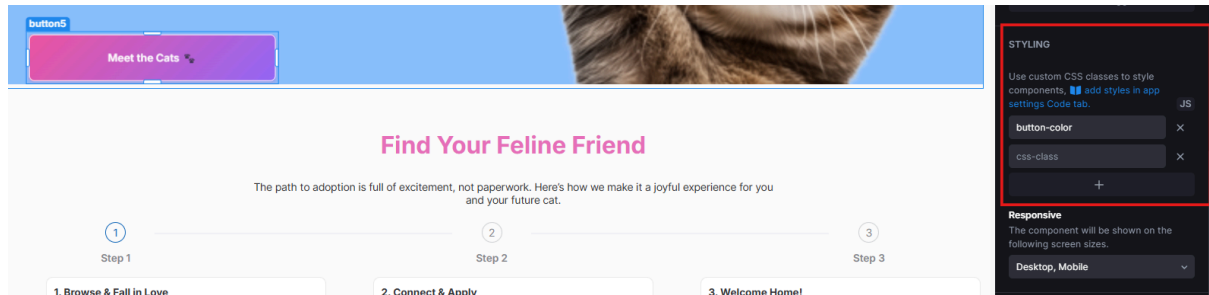 button5
Meet the Cats 🐾
Find Your Feline Friend
The path to adoption is full of excitement, not paperwork. Here's how we make it a joyful experience for you
and your future cat.
1
2
3
Step 1
Step 2
Step 3
1. Browse & Fall in Love
2. Connect & Apply
3. Welcome Home!
STYLING
Use custom CSS classes to style
components, add styles in app
settings Code tab.
JS
button-color
css-class
+
Responsive
The component will be shown on the
following screen sizes.
Desktop, Mobile